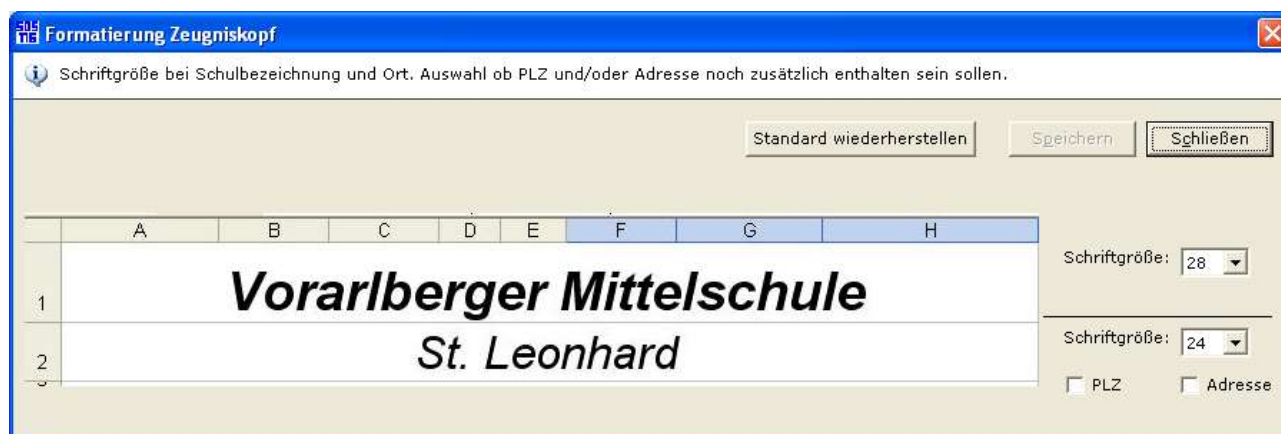 Formatierung Zeugniskopf
Schriftgröße bei Schulbezeichnung und Ort. Auswahl ob PLZ und/oder Adresse noch zusätzlich enthalten sein sollen.
Standard wiederherstellen Speichern Schließen
A B C D E F G H
1 Vorarlberger Mittelschule
Schriftgröße: 28
2 St. Leonhard
Schriftgröße: 24
PLZ Adresse